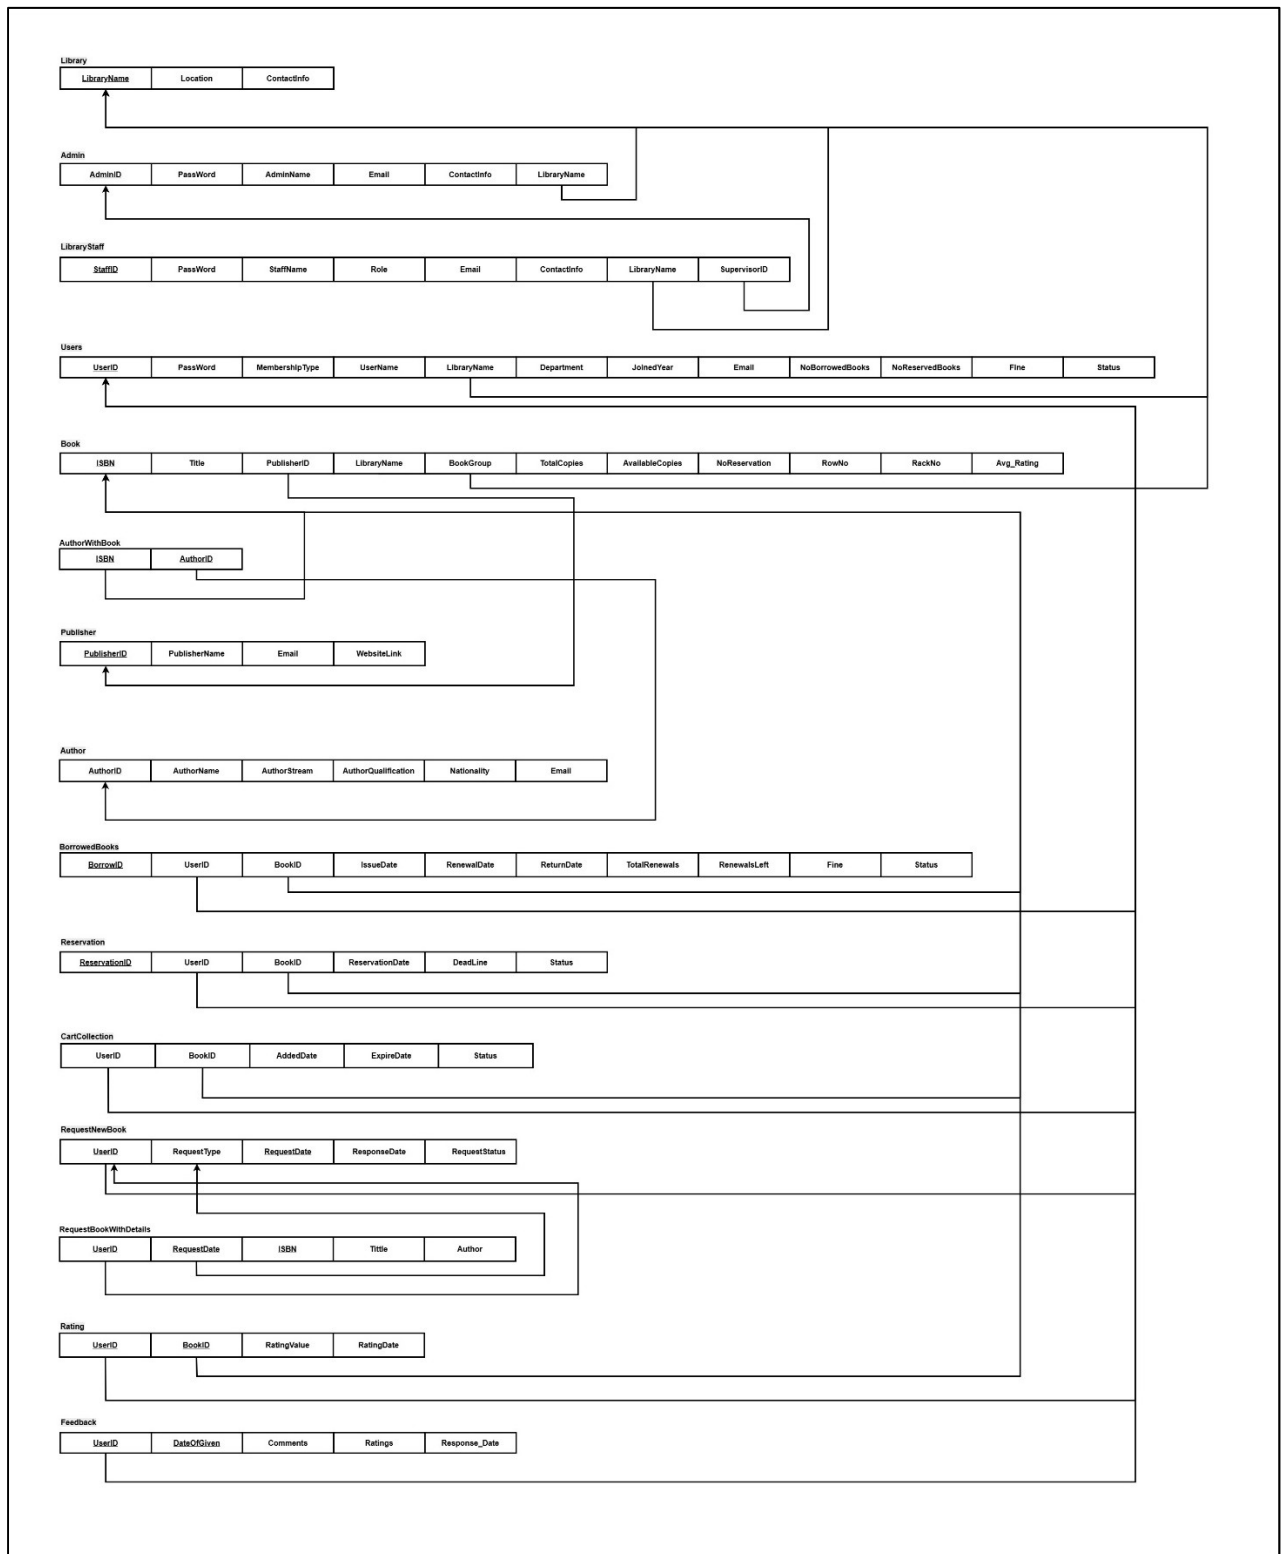 Library
LibraryName Location ContactInfo
Admin
AdminID PassWord AdminName Email ContactInfo LibraryName
LibraryStaff
StaffID PassWord StaffName Role Email ContactInfo LibraryName SupervisorID
Users
UserID PassWord MembershipType UserName LibraryName Department JoinedYear Email NoBorrowedBooks NoReservedBooks Fine Status
Book
ISBN Title PublisherID LibraryName BookGroup TotalCopies AvailableCopies NoReservation RowNo RackNo Avg_Rating
AuthorWithBook
ISBN AuthorID
Publisher
PublisherID PublisherName Email WebsiteLink
Author
AuthorID AuthorName AuthorStream AuthorQualification Nationality Email
BorrowedBooks
BorrowID UserID BookID IssueDate RenewalDate ReturnDate TotalRenewals RenewalsLeft Fine Status
Reservation
ReservationID UserID BookID ReservationDate DeadLine Status
CartCollection
UserID BookID AddedDate ExpireDate Status
RequestNewBook
UserID RequestType RequestDate ResponseDate RequestStatus
RequestBookWithDetails
UserID RequestDate ISBN Tittle Author
Rating
UserID BookID RatingValue RatingDate
Feedback
UserID DateOfGiven Comments Ratings Response_Date